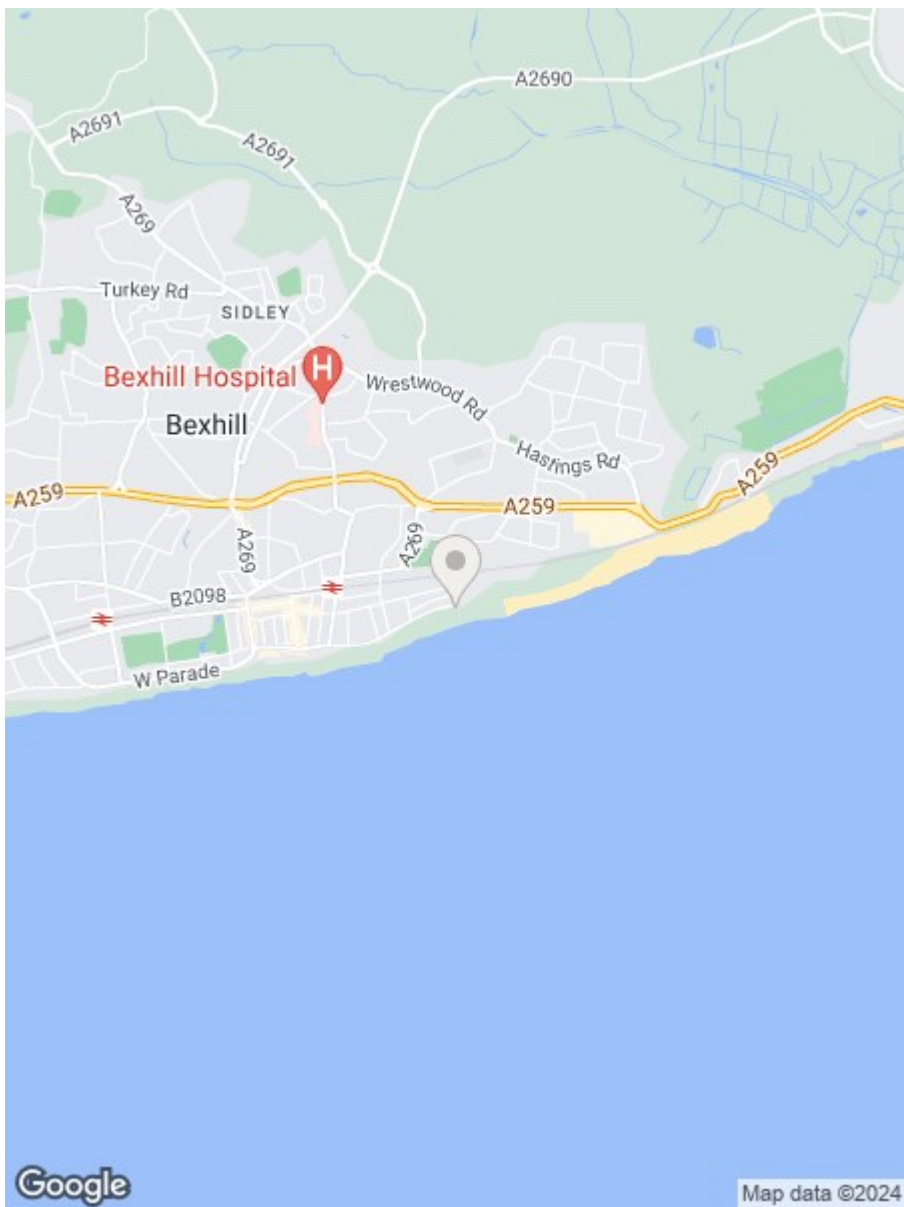 A2690
A2691
A2691
A269
Turkey Rd
SIDLEY
H
Bexhill Hospital
Wrestwood Rd
Bexhill
Hastings Rd
A259
A259
A259
A269
A269
B2098
W Parade
Google
Map data ©2024